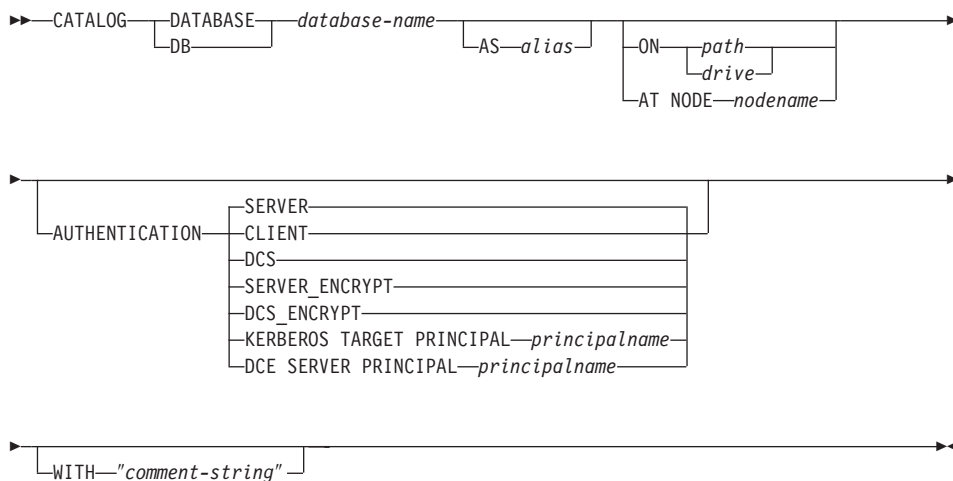 CATALOG DATABASE database-name
DB AS alias ON path
drive
AT NODE nodename
SERVER
AUTHENTICATION CLIENT
DCS
SERVER_ENCRYPT
DCS_ENCRYPT
KERBEROS TARGET PRINCIPAL principalname
DCE SERVER PRINCIPAL principalname
WITH "comment-string"